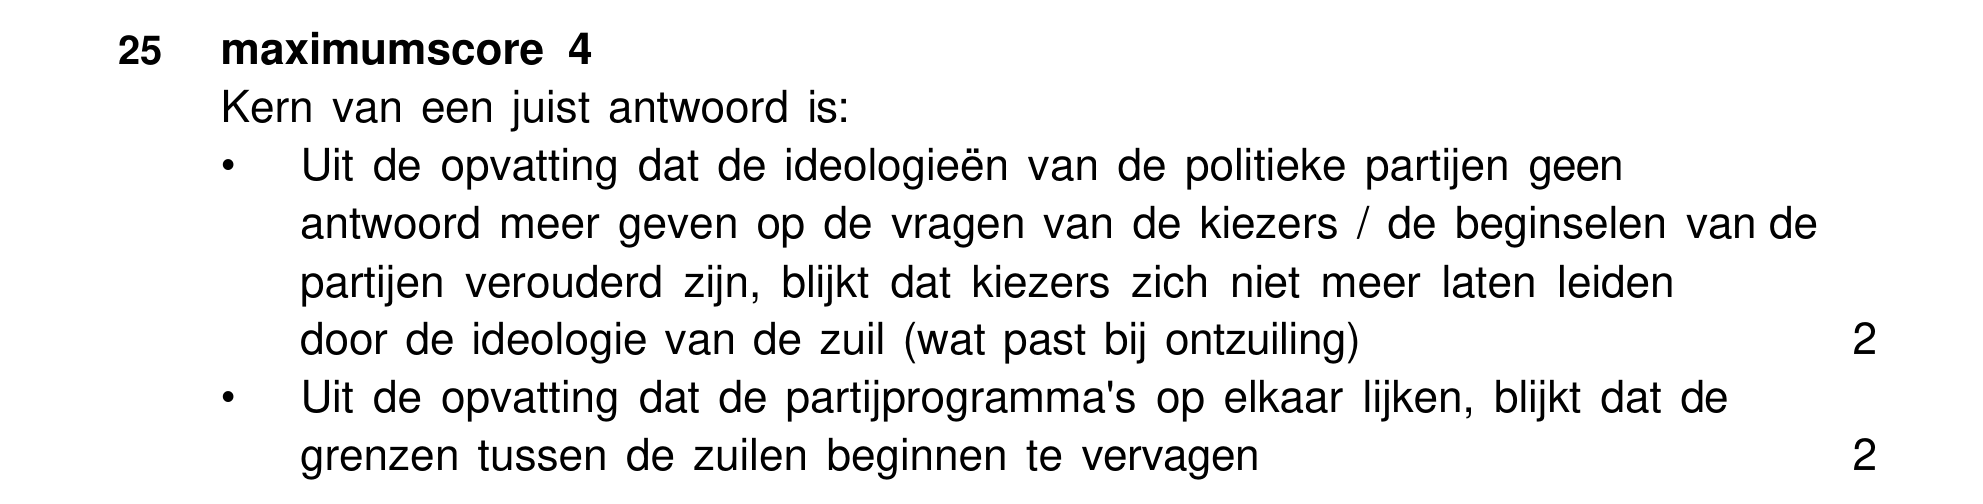 25 maximumscore 4
Kern van een juist antwoord is:
• Uit de opvatting dat de ideologieën van de politieke partijen geen
antwoord meer geven op de vragen van de kiezers / de beginselen van de
partijen verouderd zijn, blijkt dat kiezers zich niet meer laten leiden
door de ideologie van de zuil (wat past bij ontzuiling) 2
• Uit de opvatting dat de partijprogramma's op elkaar lijken, blijkt dat de
grenzen tussen de zuilen beginnen te vervagen 2